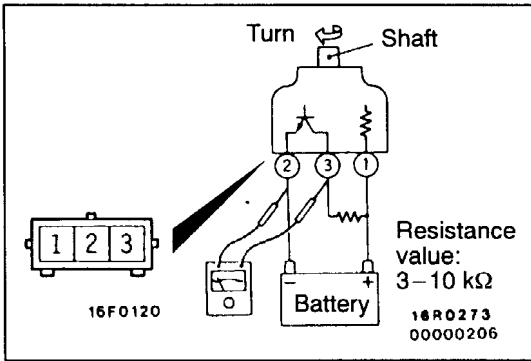 Turn
Shaft
2 3 1
1 2 3
Resistance
value:
3–10 kΩ
− Battery +
16F0120
16R0273
00000206